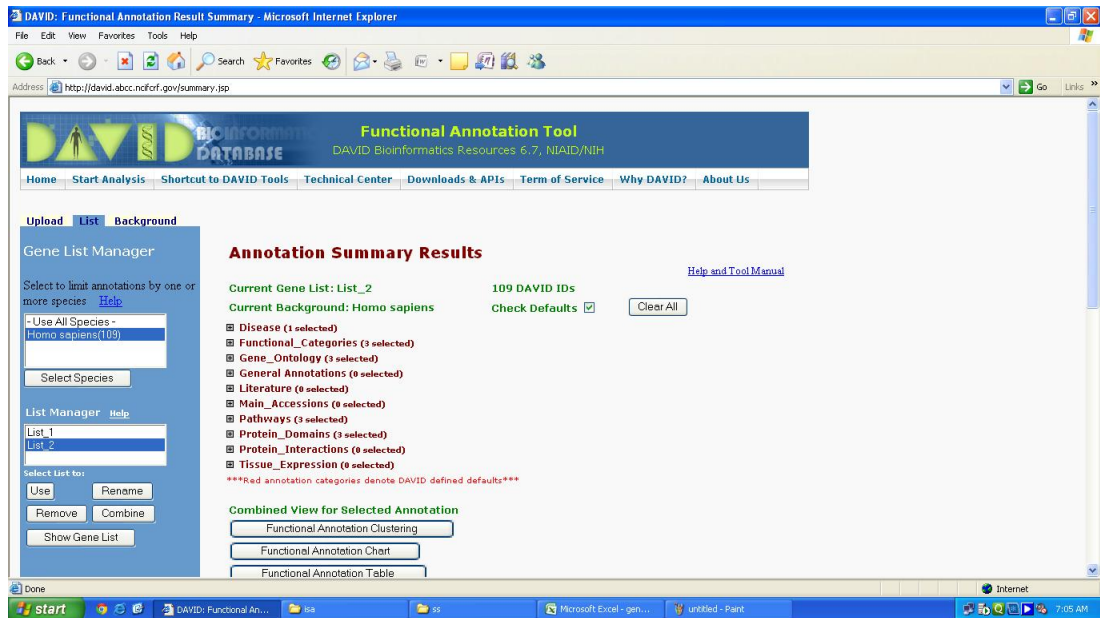 DAVID: Functional Annotation Result Summary - Microsoft Internet Explorer
File Edit View Favorites Tools Help
Back Search Favorites
Address http://david.abcc.ncifcrf.gov/summary.jsp Go Links »
DAVID BIOINFORMATICS DATABASE
Functional Annotation Tool
DAVID Bioinformatics Resources 6.7, NIAID/NIH
Home Start Analysis Shortcut to DAVID Tools Technical Center Downloads & APIs Term of Service Why DAVID? About Us
Upload List Background
Gene List Manager
Select to limit annotations by one or
more species Help
- Use All Species -
Homo sapiens(109)
Select Species
List Manager Help
List_1
List_2
Select List to:
Use Rename
Remove Combine
Show Gene List
Annotation Summary Results
Help and Tool Manual
Current Gene List: List_2 109 DAVID IDs
Current Background: Homo sapiens Check Defaults Clear All
Disease (1 selected)
Functional_Categories (3 selected)
Gene_Ontology (3 selected)
General Annotations (0 selected)
Literature (0 selected)
Main_Accessions (0 selected)
Pathways (3 selected)
Protein_Domains (3 selected)
Protein_Interactions (0 selected)
Tissue_Expression (0 selected)
***Red annotation categories denote DAVID defined defaults***
Combined View for Selected Annotation
Functional Annotation Clustering
Functional Annotation Chart
Functional Annotation Table
Done Internet
start DAVID: Functional An... isa ss Microsoft Excel - gen... untitled - Paint 7:05 AM